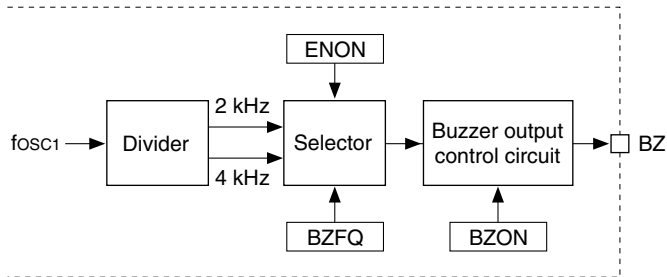 ENON
2 kHz
fOSC1
Divider
Selector
Buzzer output
control circuit
BZ
4 kHz
BZFQ
BZON